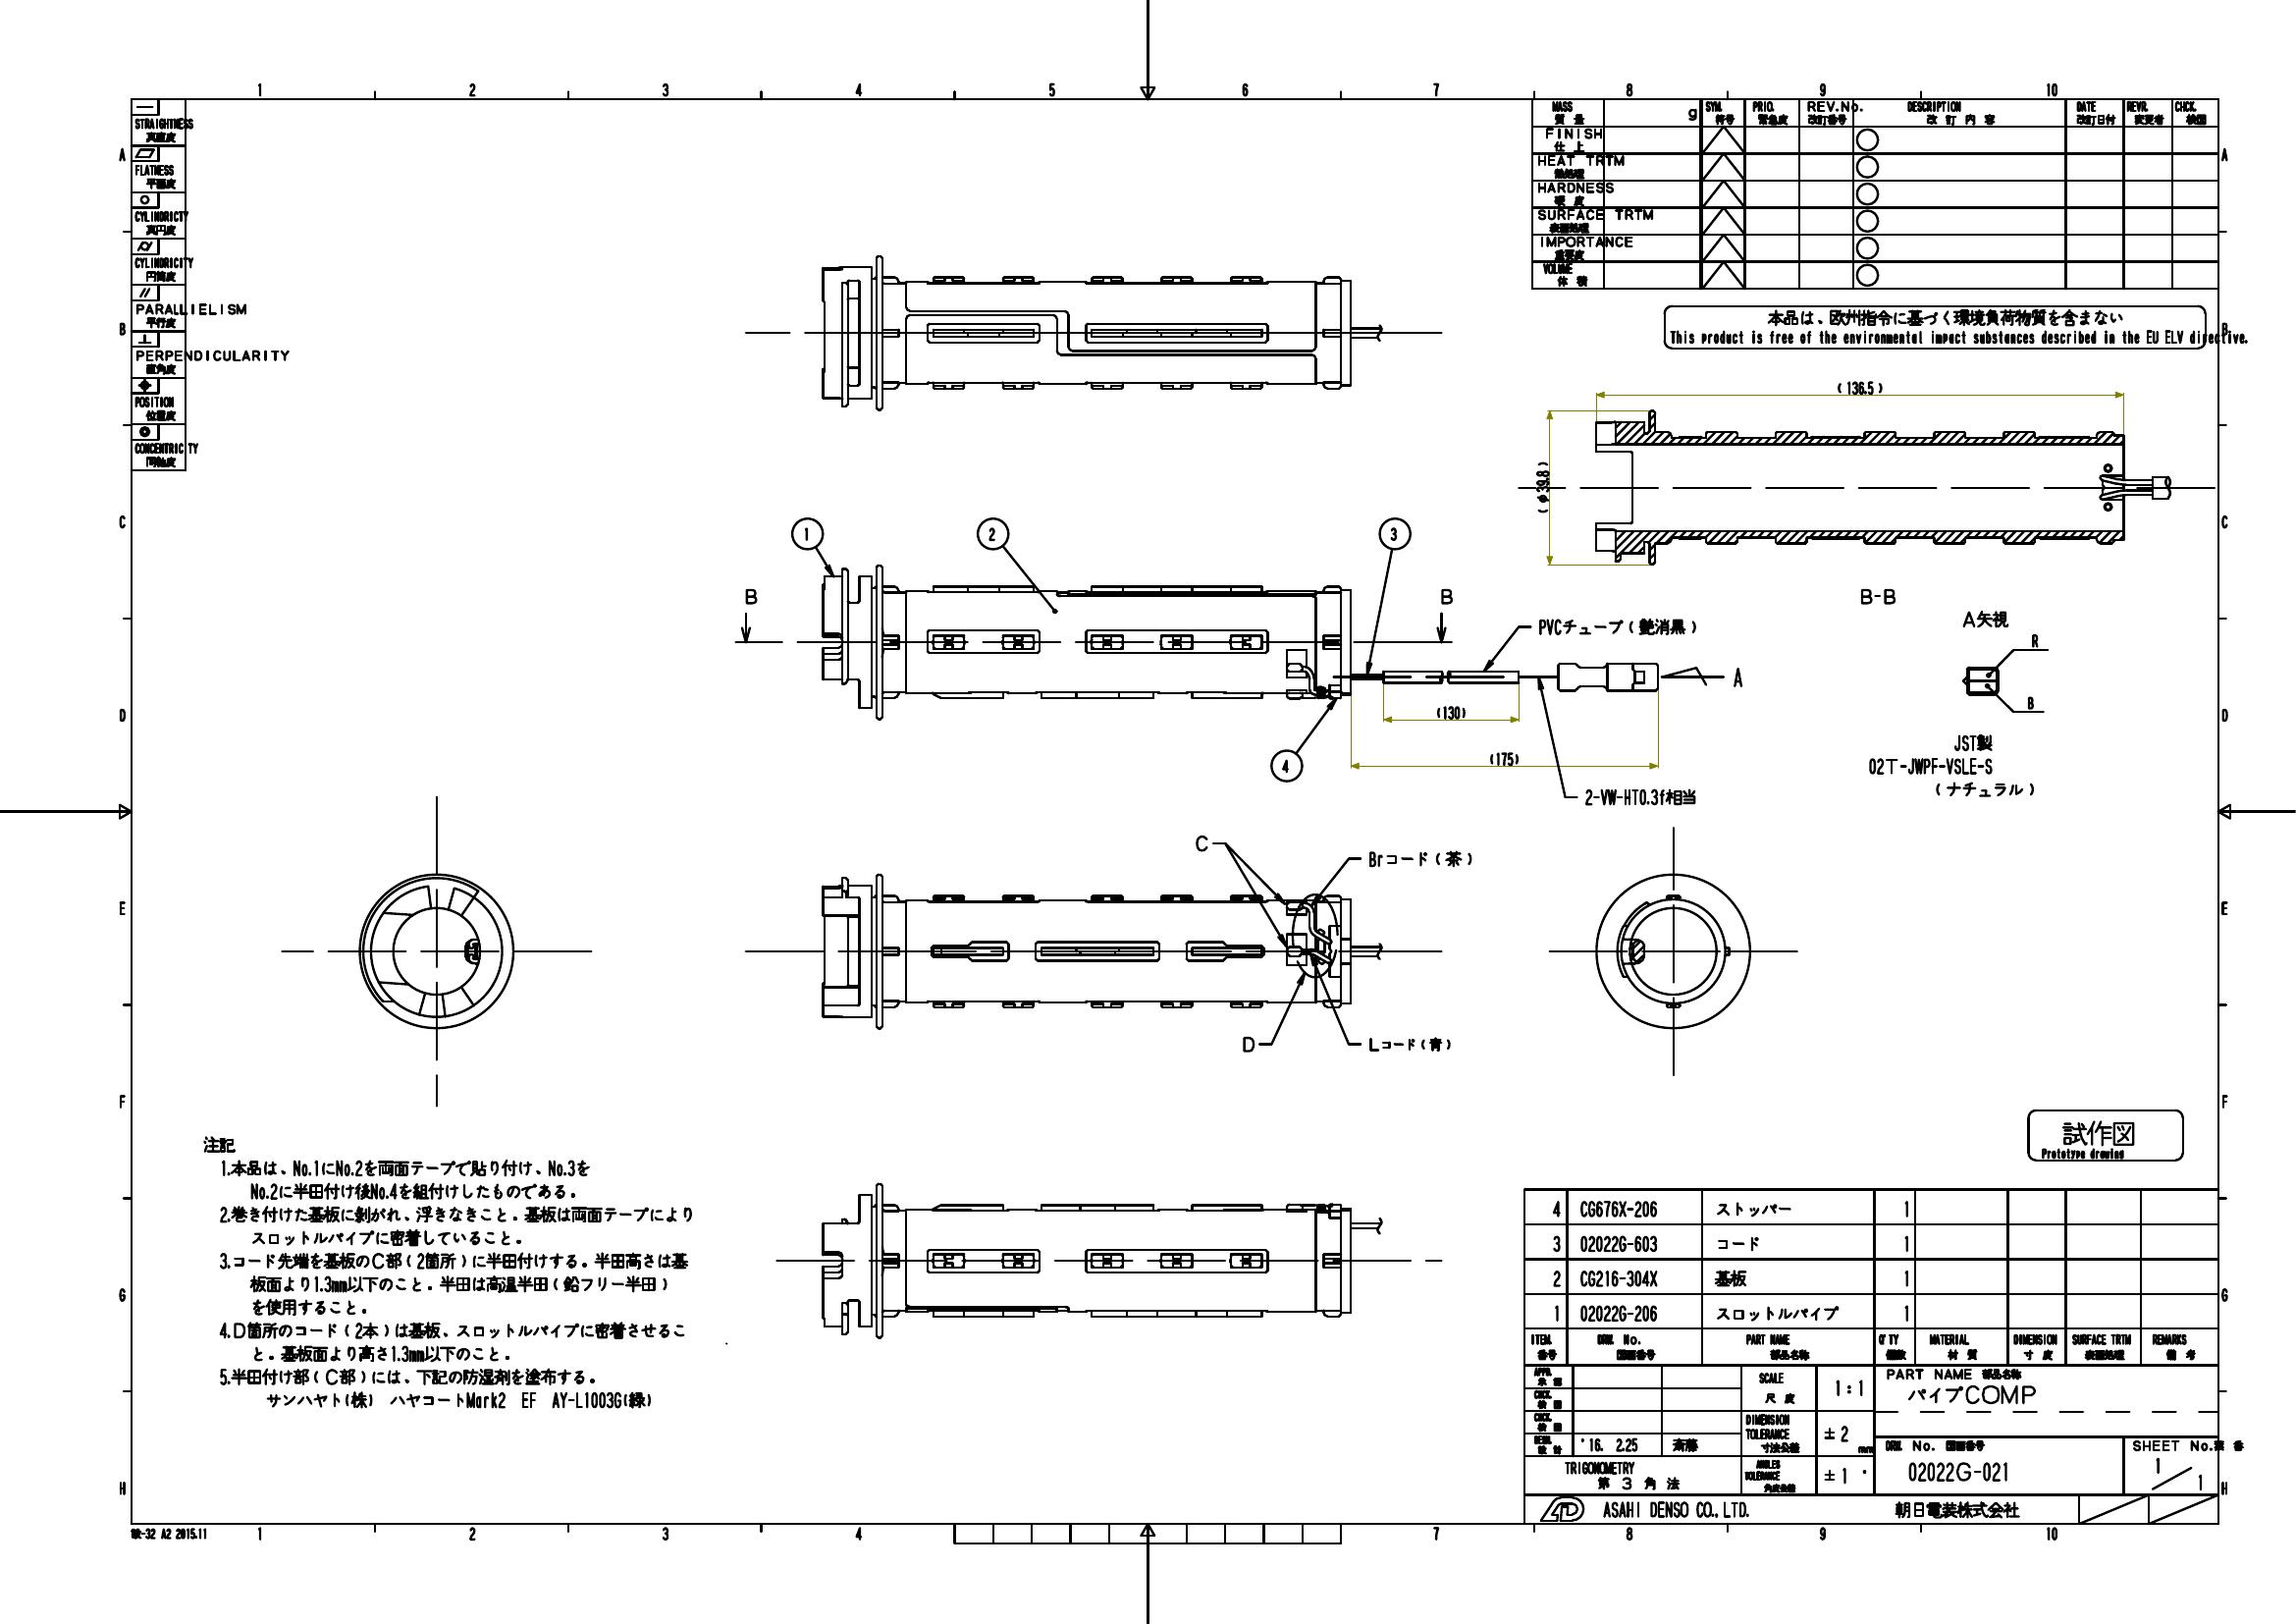 1 2 3 4 5 6 7 8 9 10
A
B
C
D
E
F
G
H
STRAIGHTNESS
真直度
FLATNESS
平面度
CYLINDRICTY
真円度
CYLINDRICITY
円筒度
PARALLIELISM
平行度
PERPENDICULARITY
直角度
POSITION
位置度
CONCENTRICTY
同軸度
MASS g SYM. PRIO. REV.No. DESCRIPTION DATE REVR. CHCK.
質量 符号 緊急度 改訂番号 改訂内容 改訂日付 変更者 検図
FINISH
仕上
HEAT TRTM
熱処理
HARDNESS
硬度
SURFACE TRTM
表面処理
IMPORTANCE
重要度
VOLUME
体積
本品は、欧州指令に基づく環境負荷物質を含まない
This product is free of the environmental impact substances described in the EU ELV directive.
(136.5)
(φ39.8)
B-B
1 2 3
B B
PVCチューブ(艶消黒)
A
(130)
(175)
4
2-VW-HT0.3f相当
A矢視
R
B
JST製
02T-JWPF-VSLE-S
(ナチュラル)
C
Brコード(茶)
D
Lコード(青)
注記
1.本品は、No.1にNo.2を両面テープで貼り付け、No.3を
No.2に半田付け後No.4を組付けしたものである。
2.巻き付けた基板に剝がれ、浮きなきこと。基板は両面テープにより
スロットルパイプに密着していること。
3.コード先端を基板のC部(2箇所)に半田付けする。半田高さは基
板面より1.3mm以下のこと。半田は高温半田(鉛フリー半田)
を使用すること。
4.D箇所のコード(2本)は基板、スロットルパイプに密着させるこ
と。基板面より高さ1.3mm以下のこと。
5.半田付け部(C部)には、下記の防湿剤を塗布する。
サンハヤト(株) ハヤコートMark2 EF AY-L1003G(緑)
試作図
Prototype drawing
4 CG676X-206 ストッパー 1
3 02022G-603 コード 1
2 CG216-304X 基板 1
1 02022G-206 スロットルパイプ 1
ITEM. DRW. No. PART NAME Q'TY MATERIAL DIMENSION SURFACE TRTM REMARKS
番号 図面番号 部品名称 個数 材質 寸度 表面処理 備考
APPR.
承認
CHCK.
検図
CHCK.
検図
DESN.
設計
'16. 2.25 斎藤
SCALE
尺度
1:1
DIMENSION
TOLERANCE
寸法公差
±2 mm
ANGLES
TOLERANCE
角度公差
±1°
TRIGONOMETRY
第3角法
PART NAME 部品名称
パイプCOMP
DRW. No. 図面番号
02022G-021
SHEET No.葉番
1/1
ASAHI DENSO CO., LTD. 朝日電装株式会社
A2 2015.11
1 2 3 4 7 8 9 10